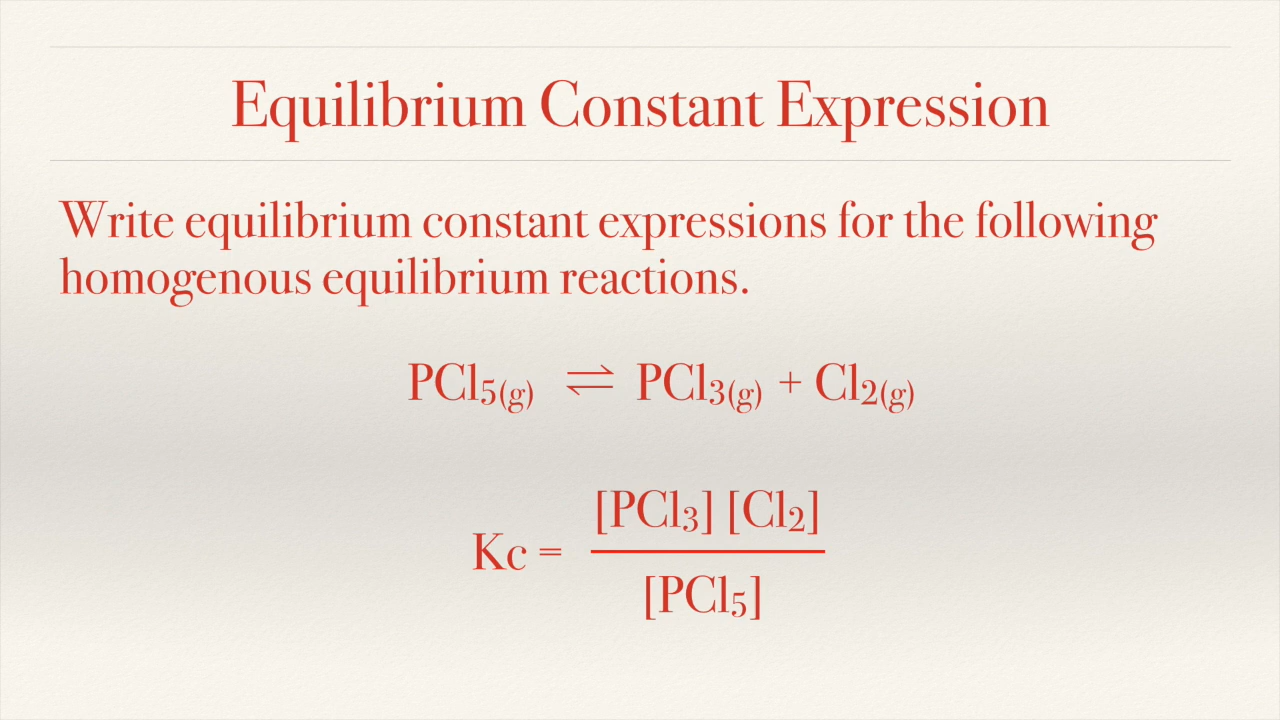 Equilibrium Constant Expression
Write equilibrium constant expressions for the following
homogenous equilibrium reactions.
PCl₅(g) ⇌ PCl₃(g) + Cl₂(g)
[PCl₃] [Cl₂]
Kc =
[PCl₅]